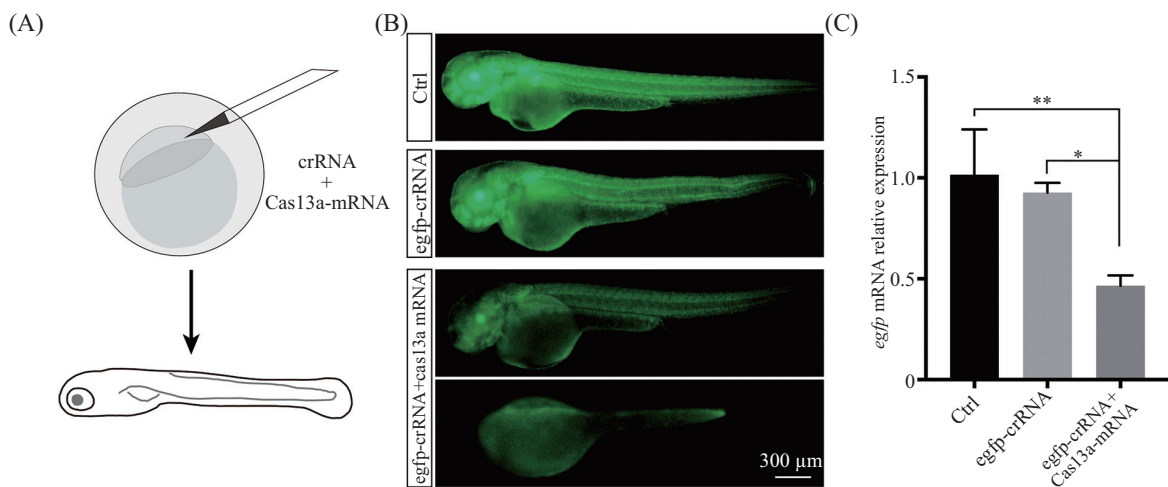 (A)
crRNA
+
Cas13a-mRNA
(B)
Ctrl
egfp-crRNA
egfp-crRNA+cas13a mRNA
300 µm
(C)
egfp mRNA relative expression
1.5
1.0
0.5
0
**
*
Ctrl
egfp-crRNA
egfp-crRNA+
Cas13a-mRNA